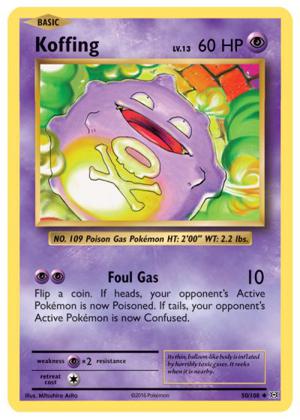 BASIC
Koffing
LV.13 60 HP
NO. 109 Poison Gas Pokémon HT: 2'00" WT: 2.2 lbs.
Foul Gas 10
Flip a coin. If heads, your opponent's Active
Pokémon is now Poisoned. If tails, your opponent's
Active Pokémon is now Confused.
weakness ×2 resistance
retreat
cost
Its thin, balloon-like body is inflated
by horribly toxic gases. It reeks
when it is nearby.
Illus. Mitsuhiro Arita
©2016 Pokémon
50/108